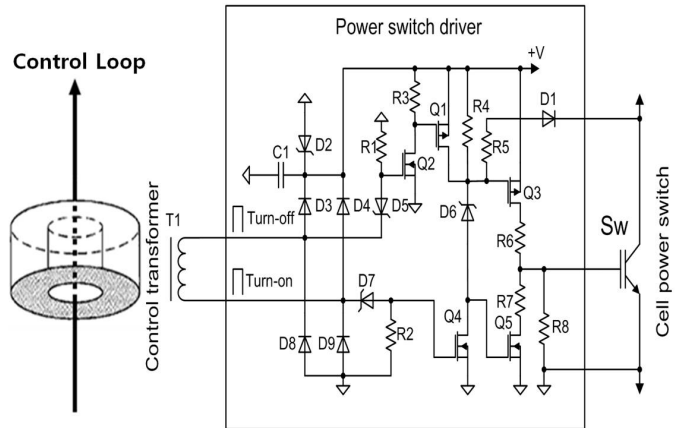 Power switch driver
Control Loop
+V
D1
R3
Q1
R4
R5
D2
C1
R1
Q2
Q3
T1
D3
D4
D5
D6
Turn-off
R6
Sw
Turn-on
D7
R7
Q4
Q5
R8
D8
D9
R2
Control transformer
Cell power switch